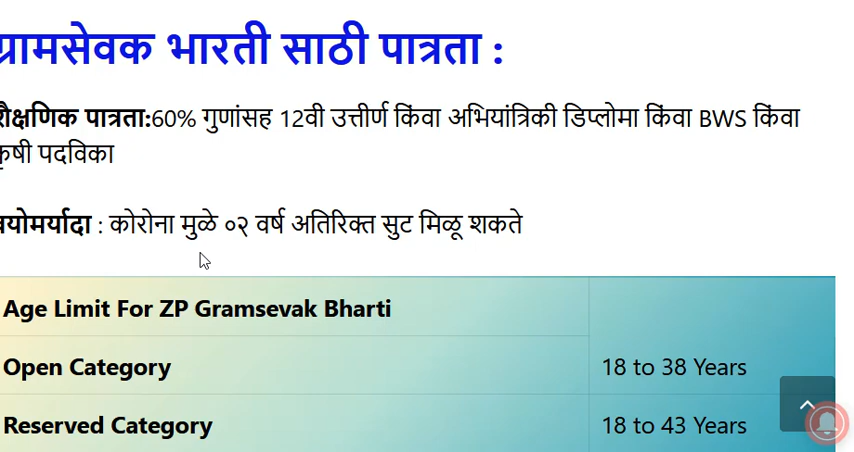 ग्रामसेवक भारती साठी पात्रता :
शैक्षणिक पात्रता:60% गुणांसह 12वी उत्तीर्ण किंवा अभियांत्रिकी डिप्लोमा किंवा BWS किंवा
कृषी पदविका
वयोमर्यादा : कोरोना मुळे ०२ वर्ष अतिरिक्त सुट मिळू शकते
Age Limit For ZP Gramsevak Bharti
Open Category 18 to 38 Years
Reserved Category 18 to 43 Years